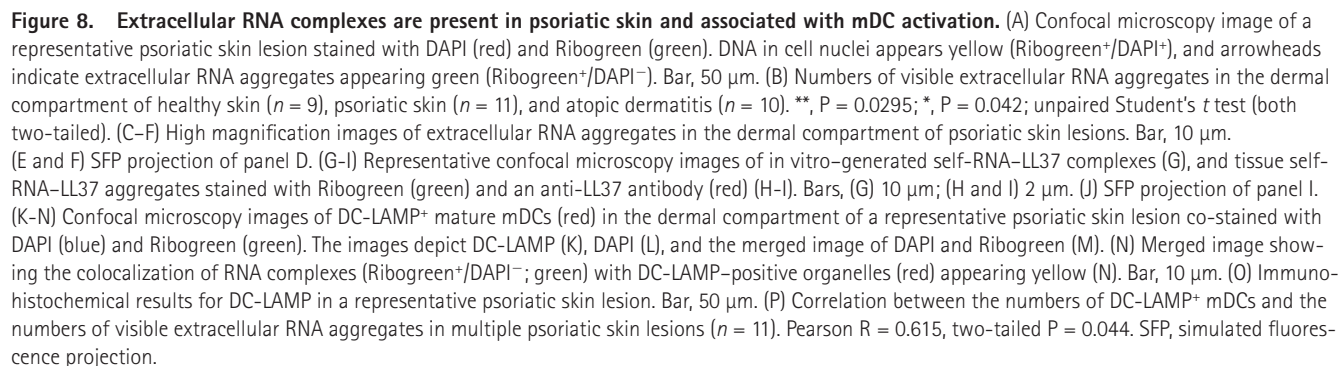 Figure 8. Extracellular RNA complexes are present in psoriatic skin and associated with mDC activation. (A) Confocal microscopy image of a
representative psoriatic skin lesion stained with DAPI (red) and Ribogreen (green). DNA in cell nuclei appears yellow (Ribogreen⁺/DAPI⁺), and arrowheads
indicate extracellular RNA aggregates appearing green (Ribogreen⁺/DAPI⁻). Bar, 50 µm. (B) Numbers of visible extracellular RNA aggregates in the dermal
compartment of healthy skin (n = 9), psoriatic skin (n = 11), and atopic dermatitis (n = 10). **, P = 0.0295; *, P = 0.042; unpaired Student's t test (both
two-tailed). (C–F) High magnification images of extracellular RNA aggregates in the dermal compartment of psoriatic skin lesions. Bar, 10 µm.
(E and F) SFP projection of panel D. (G-I) Representative confocal microscopy images of in vitro–generated self-RNA–LL37 complexes (G), and tissue self-
RNA–LL37 aggregates stained with Ribogreen (green) and an anti-LL37 antibody (red) (H-I). Bars, (G) 10 µm; (H and I) 2 µm. (J) SFP projection of panel I.
(K-N) Confocal microscopy images of DC-LAMP⁺ mature mDCs (red) in the dermal compartment of a representative psoriatic skin lesion co-stained with
DAPI (blue) and Ribogreen (green). The images depict DC-LAMP (K), DAPI (L), and the merged image of DAPI and Ribogreen (M). (N) Merged image show-
ing the colocalization of RNA complexes (Ribogreen⁺/DAPI⁻; green) with DC-LAMP–positive organelles (red) appearing yellow (N). Bar, 10 µm. (O) Immuno-
histochemical results for DC-LAMP in a representative psoriatic skin lesion. Bar, 50 µm. (P) Correlation between the numbers of DC-LAMP⁺ mDCs and the
numbers of visible extracellular RNA aggregates in multiple psoriatic skin lesions (n = 11). Pearson R = 0.615, two-tailed P = 0.044. SFP, simulated fluores-
cence projection.